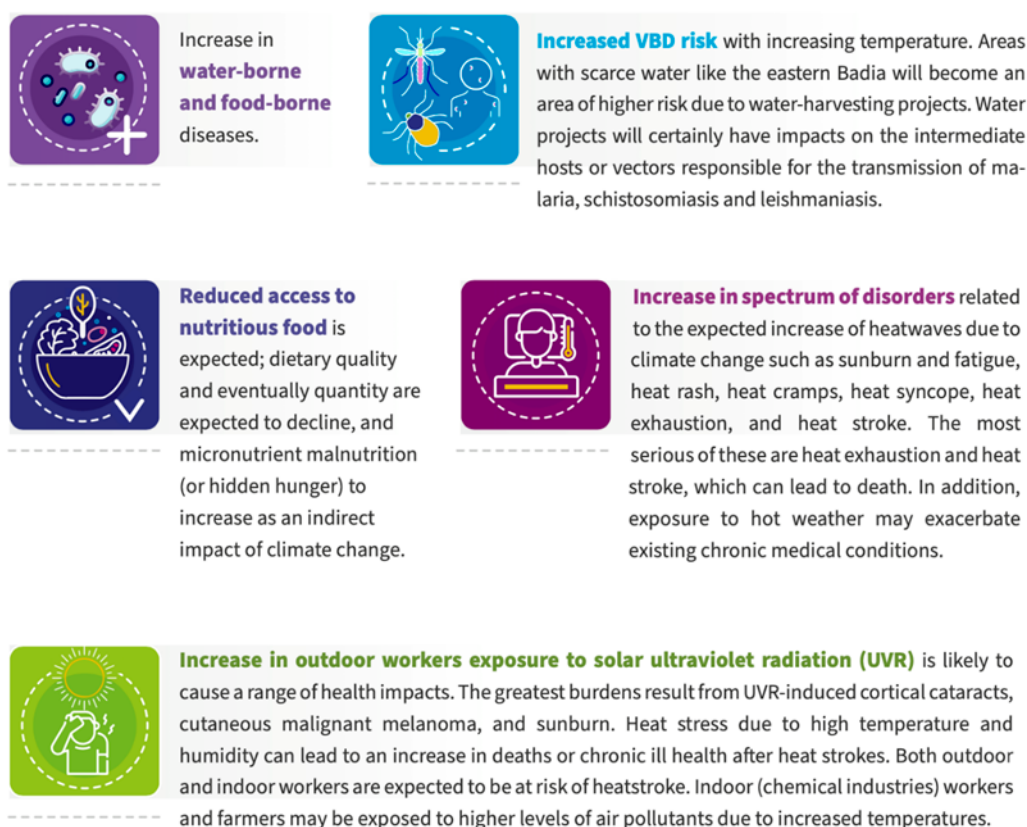 Increase in
water-borne
and food-borne
diseases.
Increased VBD risk with increasing temperature. Areas
with scarce water like the eastern Badia will become an
area of higher risk due to water-harvesting projects. Water
projects will certainly have impacts on the intermediate
hosts or vectors responsible for the transmission of ma-
laria, schistosomiasis and leishmaniasis.
Reduced access to
nutritious food is
expected; dietary quality
and eventually quantity are
expected to decline, and
micronutrient malnutrition
(or hidden hunger) to
increase as an indirect
impact of climate change.
Increase in spectrum of disorders related
to the expected increase of heatwaves due to
climate change such as sunburn and fatigue,
heat rash, heat cramps, heat syncope, heat
exhaustion, and heat stroke. The most
serious of these are heat exhaustion and heat
stroke, which can lead to death. In addition,
exposure to hot weather may exacerbate
existing chronic medical conditions.
Increase in outdoor workers exposure to solar ultraviolet radiation (UVR) is likely to
cause a range of health impacts. The greatest burdens result from UVR-induced cortical cataracts,
cutaneous malignant melanoma, and sunburn. Heat stress due to high temperature and
humidity can lead to an increase in deaths or chronic ill health after heat strokes. Both outdoor
and indoor workers are expected to be at risk of heatstroke. Indoor (chemical industries) workers
and farmers may be exposed to higher levels of air pollutants due to increased temperatures.